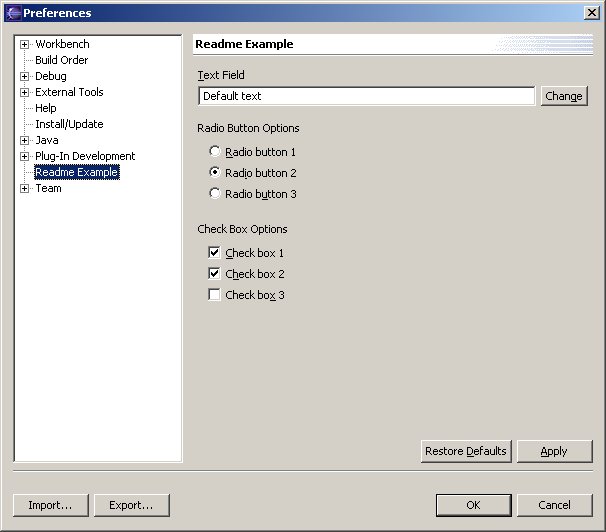 Preferences
Workbench
Build Order
Debug
External Tools
Help
Install/Update
Java
Plug-In Development
Readme Example
Team
Readme Example
Text Field
Default text
Change
Radio Button Options
Radio button 1
Radio button 2
Radio button 3
Check Box Options
Check box 1
Check box 2
Check box 3
Restore Defaults
Apply
Import...
Export...
OK
Cancel